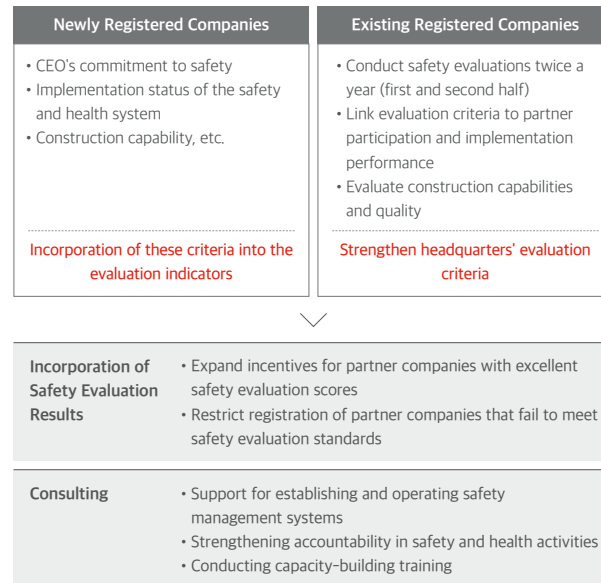 Newly Registered Companies
• CEO's commitment to safety
• Implementation status of the safety
and health system
• Construction capability, etc.
Incorporation of these criteria into the
evaluation indicators
Existing Registered Companies
• Conduct safety evaluations twice a
year (first and second half)
• Link evaluation criteria to partner
participation and implementation
performance
• Evaluate construction capabilities
and quality
Strengthen headquarters' evaluation
criteria
Incorporation of
Safety Evaluation
Results
• Expand incentives for partner companies with excellent
safety evaluation scores
• Restrict registration of partner companies that fail to meet
safety evaluation standards
Consulting
• Support for establishing and operating safety
management systems
• Strengthening accountability in safety and health activities
• Conducting capacity-building training